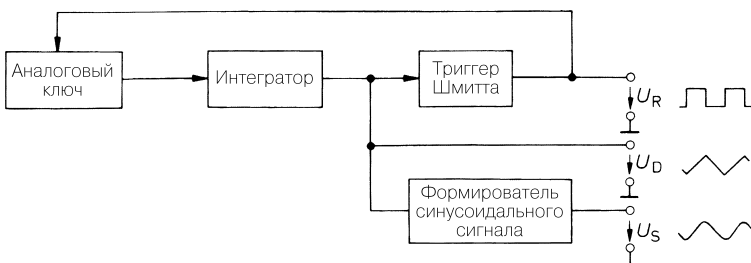 Аналоговый
ключ
Интегратор
Триггер
Шмитта
U_R
U_D
Формирователь
синусоидального
сигнала
U_S